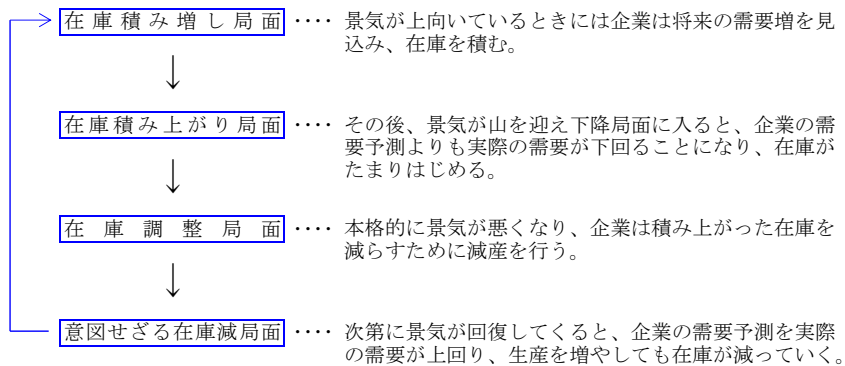 在庫積み増し局面 ···· 景気が上向いているときには企業は将来の需要増を見
込み、在庫を積む。
在庫積み上がり局面 ···· その後、景気が山を迎え下降局面に入ると、企業の需
要予測よりも実際の需要が下回ることになり、在庫が
たまりはじめる。
在庫調整局面 ···· 本格的に景気が悪くなり、企業は積み上がった在庫を
減らすために減産を行う。
意図せざる在庫減局面 ···· 次第に景気が回復してくると、企業の需要予測を実際
の需要が上回り、生産を増やしても在庫が減っていく。